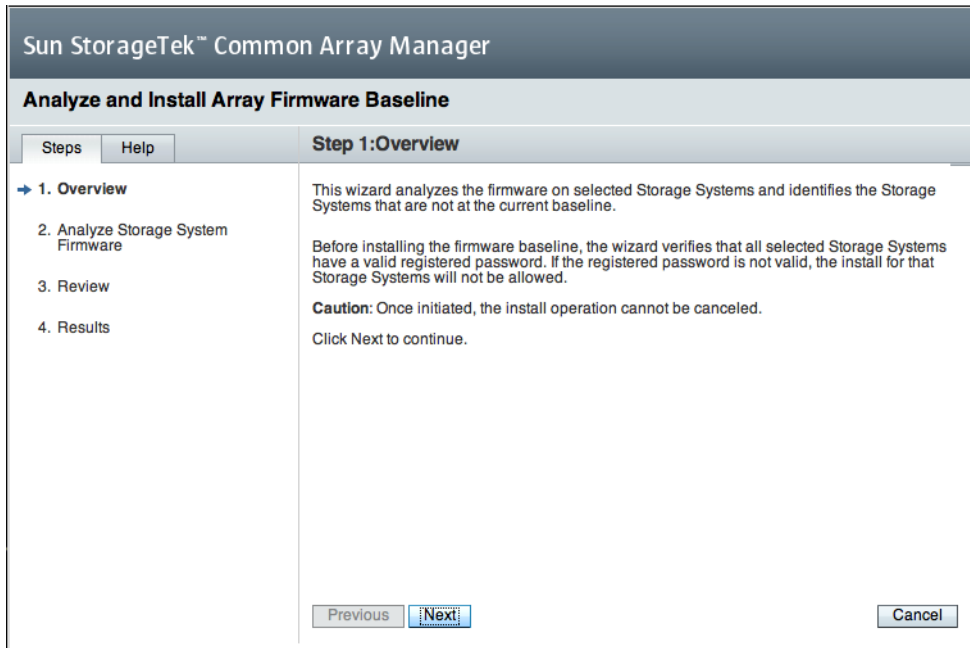 Sun StorageTek™ Common Array Manager
Analyze and Install Array Firmware Baseline
Steps
Help
➔ 1. Overview
2. Analyze Storage System
Firmware
3. Review
4. Results
Step 1:Overview
This wizard analyzes the firmware on selected Storage Systems and identifies the Storage
Systems that are not at the current baseline.
Before installing the firmware baseline, the wizard verifies that all selected Storage Systems
have a valid registered password. If the registered password is not valid, the install for that
Storage Systems will not be allowed.
Caution: Once initiated, the install operation cannot be canceled.
Click Next to continue.
Previous
Next
Cancel